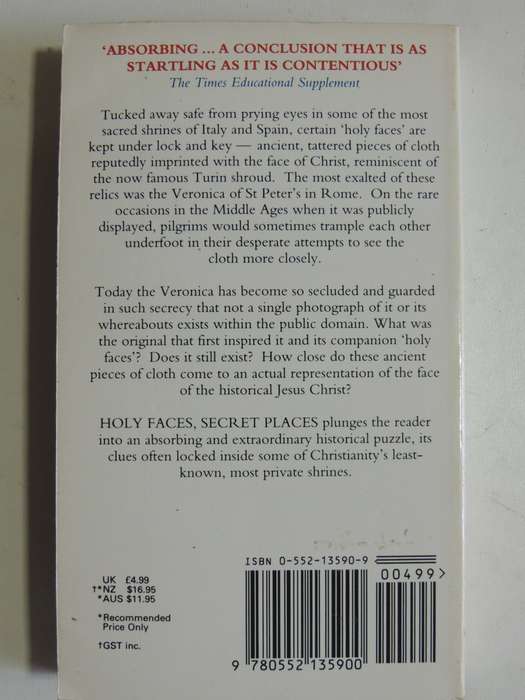 ‘ABSORBING ... A CONCLUSION THAT IS AS
STARTLING AS IT IS CONTENTIOUS’
The Times Educational Supplement
Tucked away safe from prying eyes in some of the most
sacred shrines of Italy and Spain, certain ‘holy faces’ are
kept under lock and key — ancient, tattered pieces of cloth
reputedly imprinted with the face of Christ, reminiscent of
the now famous Turin shroud. The most exalted of these
relics was the Veronica of St Peter’s in Rome. On the rare
occasions in the Middle Ages when it was publicly
displayed, pilgrims would sometimes trample each other
underfoot in their desperate attempts to see the
cloth more closely.
Today the Veronica has become so secluded and guarded
in such secrecy that not a single photograph of it or its
whereabouts exists within the public domain. What was
the original that first inspired it and its companion ‘holy
faces’? Does it still exist? How close do these ancient
pieces of cloth come to an actual representation of the face
of the historical Jesus Christ?
HOLY FACES, SECRET PLACES plunges the reader
into an absorbing and extraordinary historical puzzle, its
clues often locked inside some of Christianity’s least-
known, most private shrines.
ISBN 0-552-13590-9
00499>
UK £4.99
†*NZ $16.95
*AUS $11.95
*Recommended
Price Only
†GST inc.
9 780552 135900